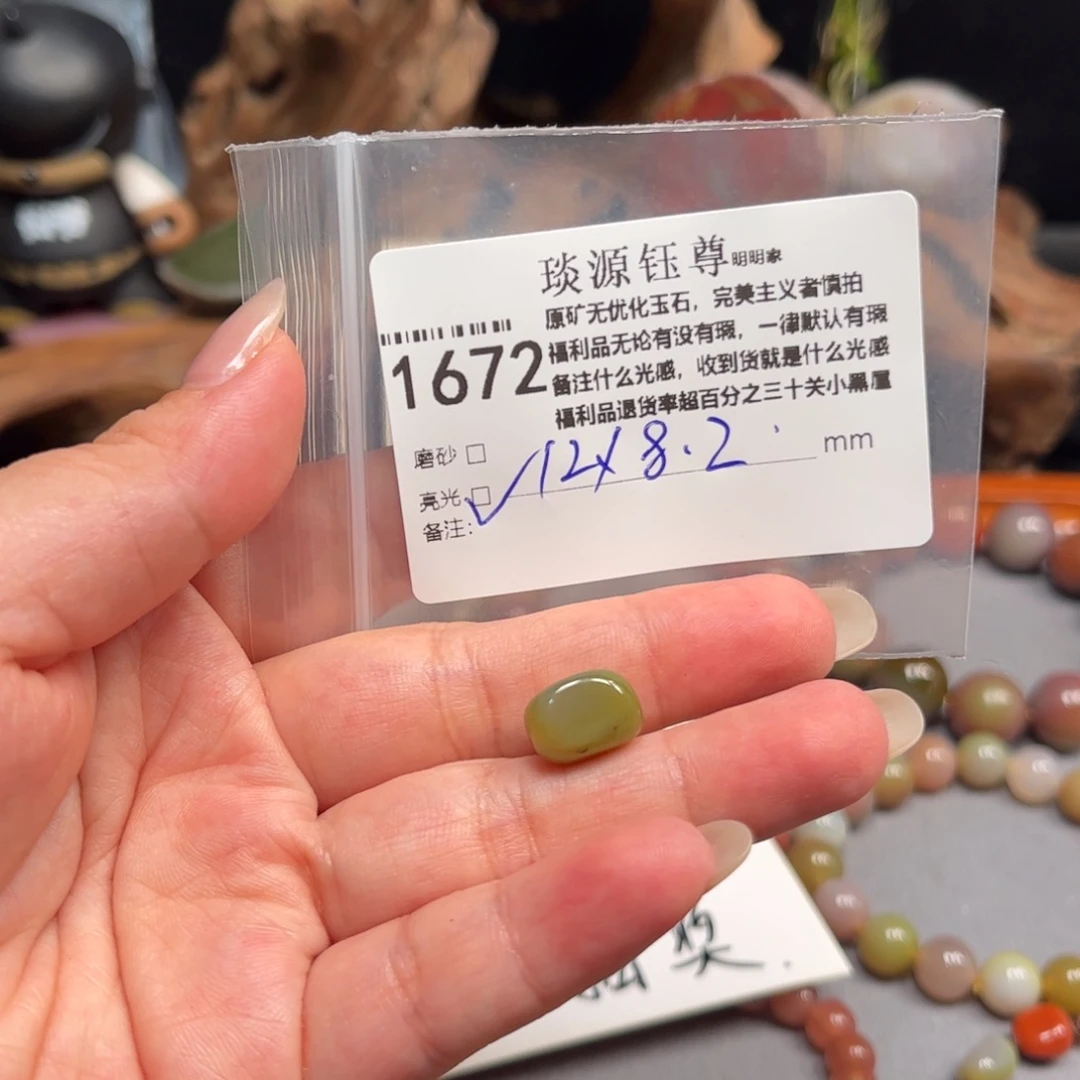 琰源钰尊明明家
原矿无优化玉石，完美主义者慎拍
福利品无论有没有瑕，一律默认有瑕
备注什么光感，收到货就是什么光感
福利品退货率超百分之三十关小黑屋
1672
磨砂□
亮光□✓12×8.2 mm
备注：
奖